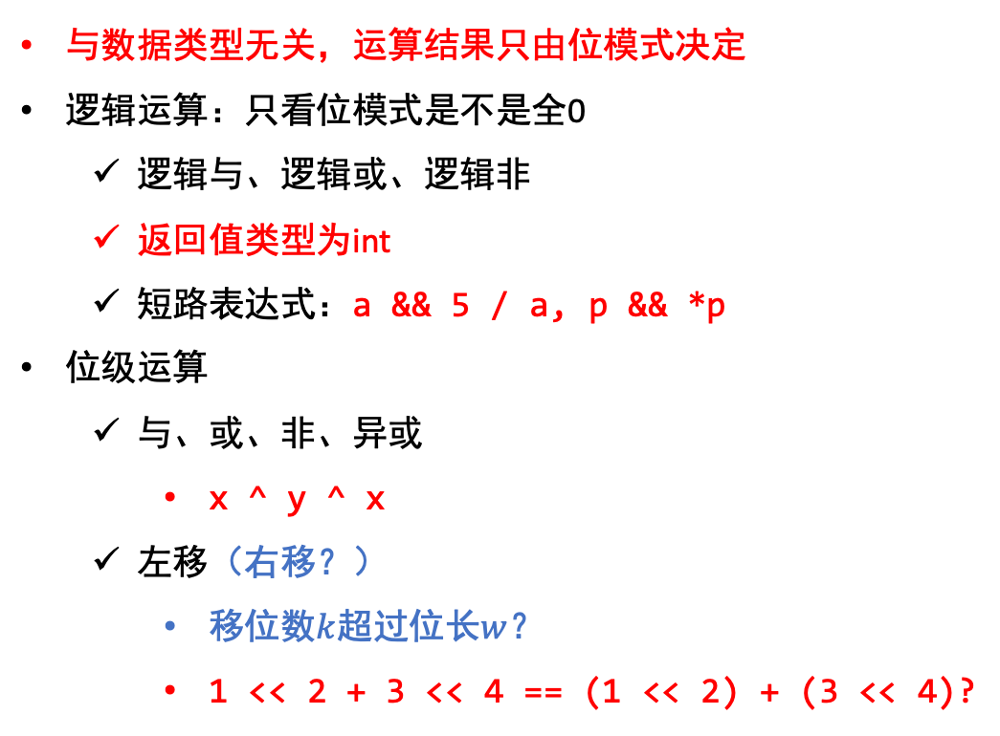 • 与数据类型无关，运算结果只由位模式决定
• 逻辑运算：只看位模式是不是全0
✓ 逻辑与、逻辑或、逻辑非
✓ 返回值类型为int
✓ 短路表达式：a && 5 / a, p && *p
• 位级运算
✓ 与、或、非、异或
• x ^ y ^ x
✓ 左移（右移？）
• 移位数k超过位长w？
• 1 << 2 + 3 << 4 == (1 << 2) + (3 << 4)?